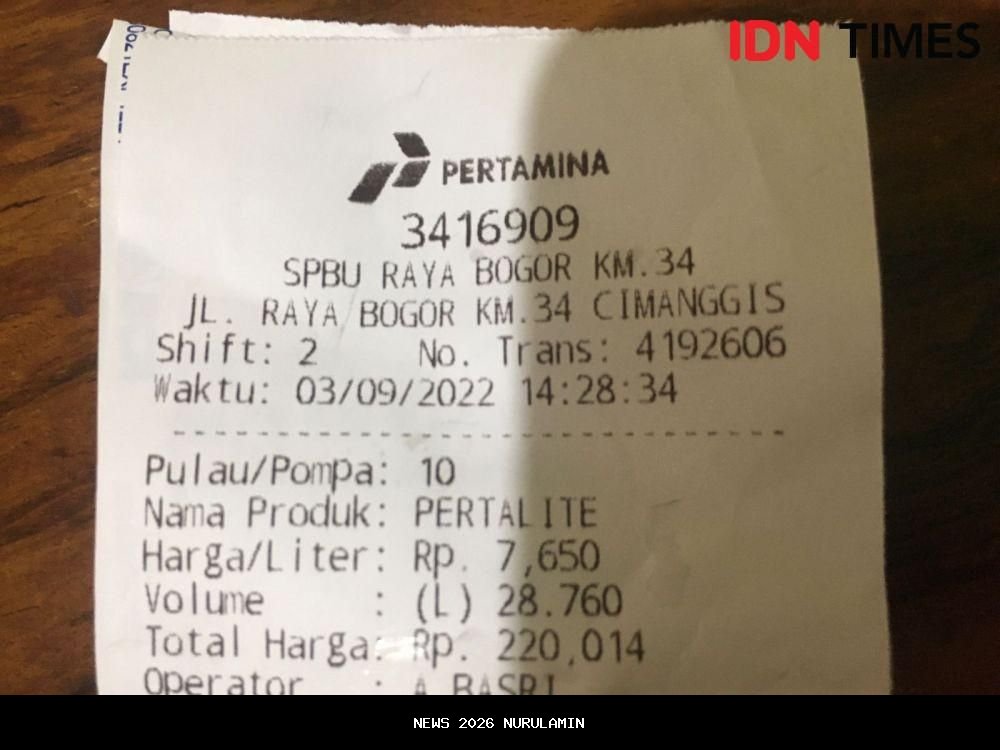 IDN TIMES
PERTAMINA
3416909
SPBU RAYA BOGOR KM.34
JL. RAYA BOGOR KM.34 CIMANGGIS
Shift: 2 No. Trans: 4192606
Waktu: 03/09/2022 14:28:34
Pulau/Pompa: 10
Nama Produk: PERTALITE
Harga/Liter: Rp. 7,650
Volume : (L) 28.760
Total Harga: Rp. 220,014
Operator : A BASRI
NEWS 2026 NURULAMIN